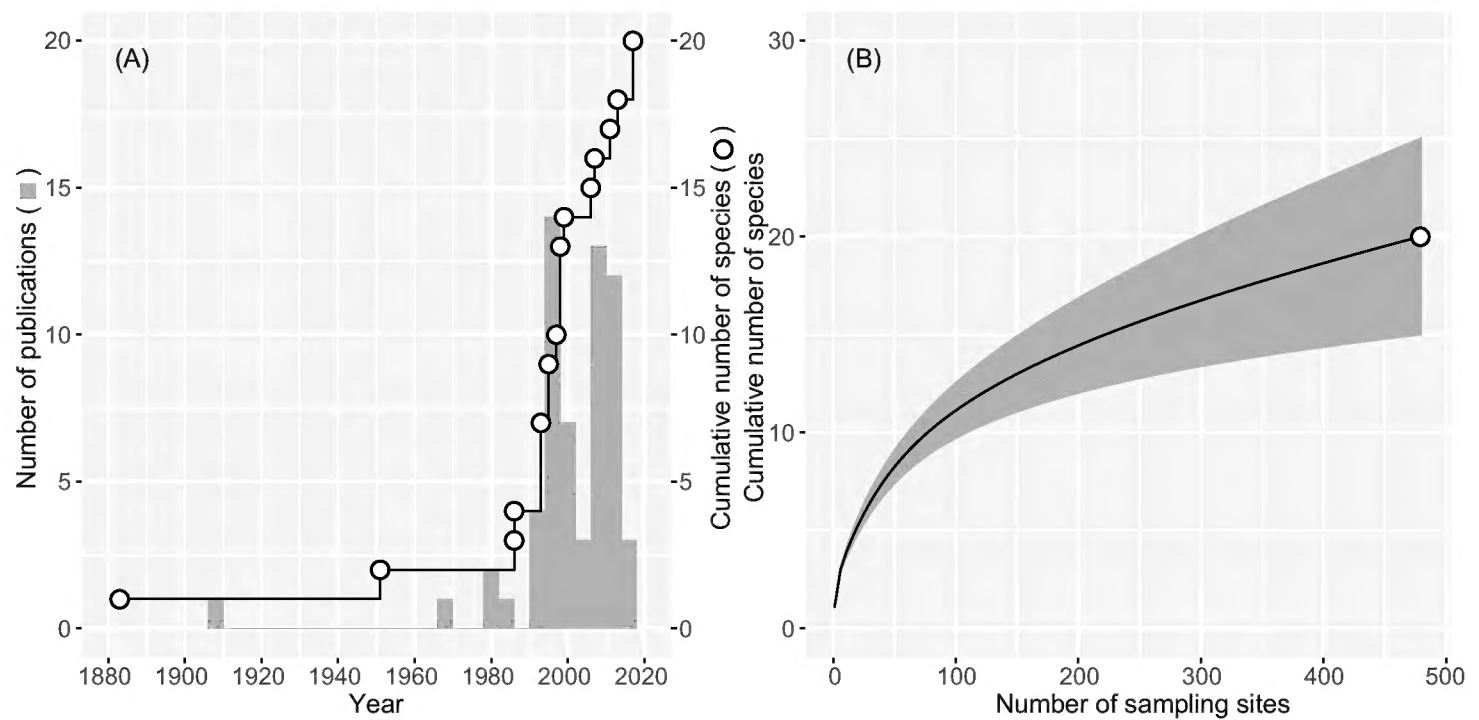 (A)
Number of publications ( )
20
15
10
5
0
1880 1900 1920 1940 1960 1980 2000 2020
Year
20
15
10
5
0
Cumulative number of species ( )
(B)
Cumulative number of species
30
20
10
0
0 100 200 300 400 500
Number of sampling sites